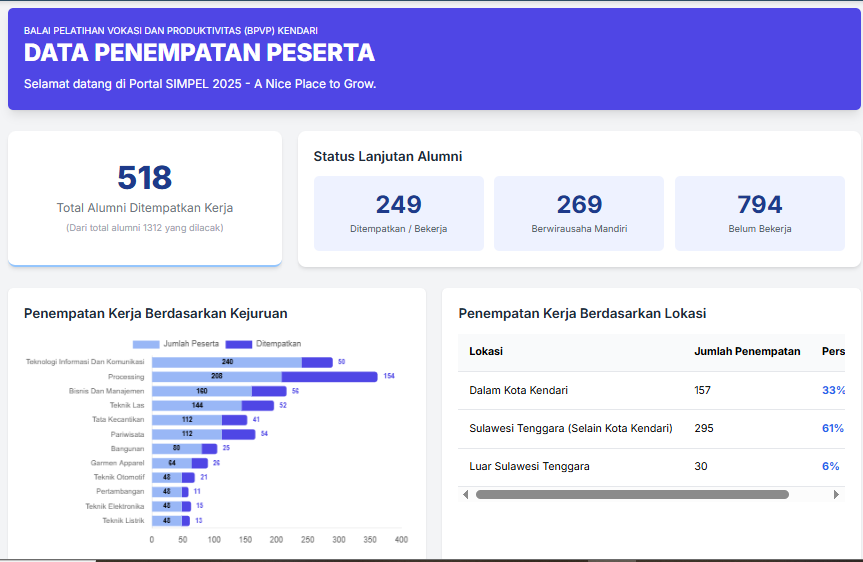 BALAI PELATIHAN VOKASI DAN PRODUKTIVITAS (BPVP) KENDARI
DATA PENEMPATAN PESERTA
Selamat datang di Portal SIMPEL 2025 - A Nice Place to Grow.
518
Total Alumni Ditempatkan Kerja
(Dari total alumni 1312 yang dilacak)
Status Lanjutan Alumni
249
Ditempatkan / Bekerja
269
Berwirausaha Mandiri
794
Belum Bekerja
Penempatan Kerja Berdasarkan Kejuruan
Jumlah Peserta Ditempatkan
Teknologi Informasi Dan Komunikasi 240 50
Processing 208 154
Bisnis Dan Manajemen 160 56
Teknik Las 144 52
Tata Kecantikan 112 41
Pariwisata 112 54
Bangunan 80 25
Garmen Apparel 64 26
Teknik Otomotif 48 21
Pertambangan 48 11
Teknik Elektronika 48 15
Teknik Listrik 48 13
0 50 100 150 200 250 300 350 400
Penempatan Kerja Berdasarkan Lokasi
Lokasi Jumlah Penempatan Pers
Dalam Kota Kendari 157 33%
Sulawesi Tenggara (Selain Kota Kendari) 295 61%
Luar Sulawesi Tenggara 30 6%